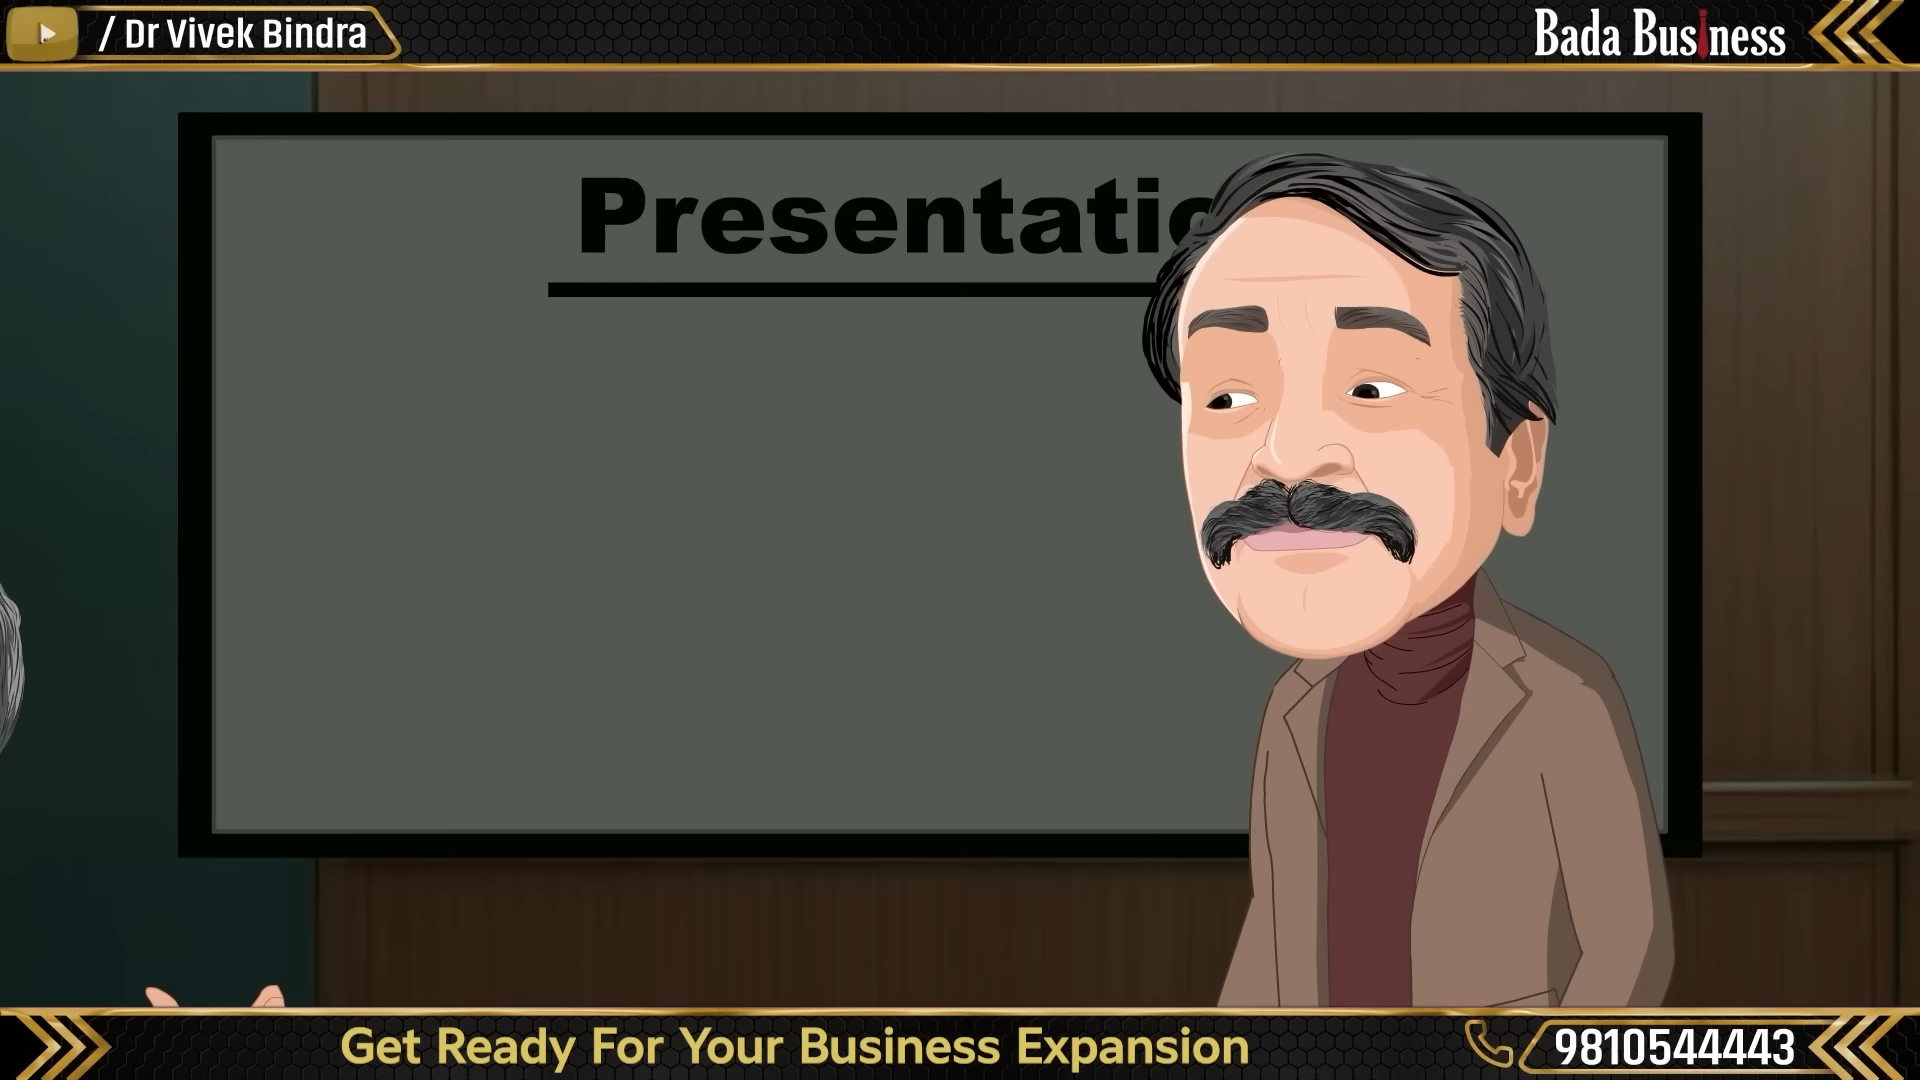 / Dr Vivek Bindra
Bada Business
Presentatio
Get Ready For Your Business Expansion
9810544443